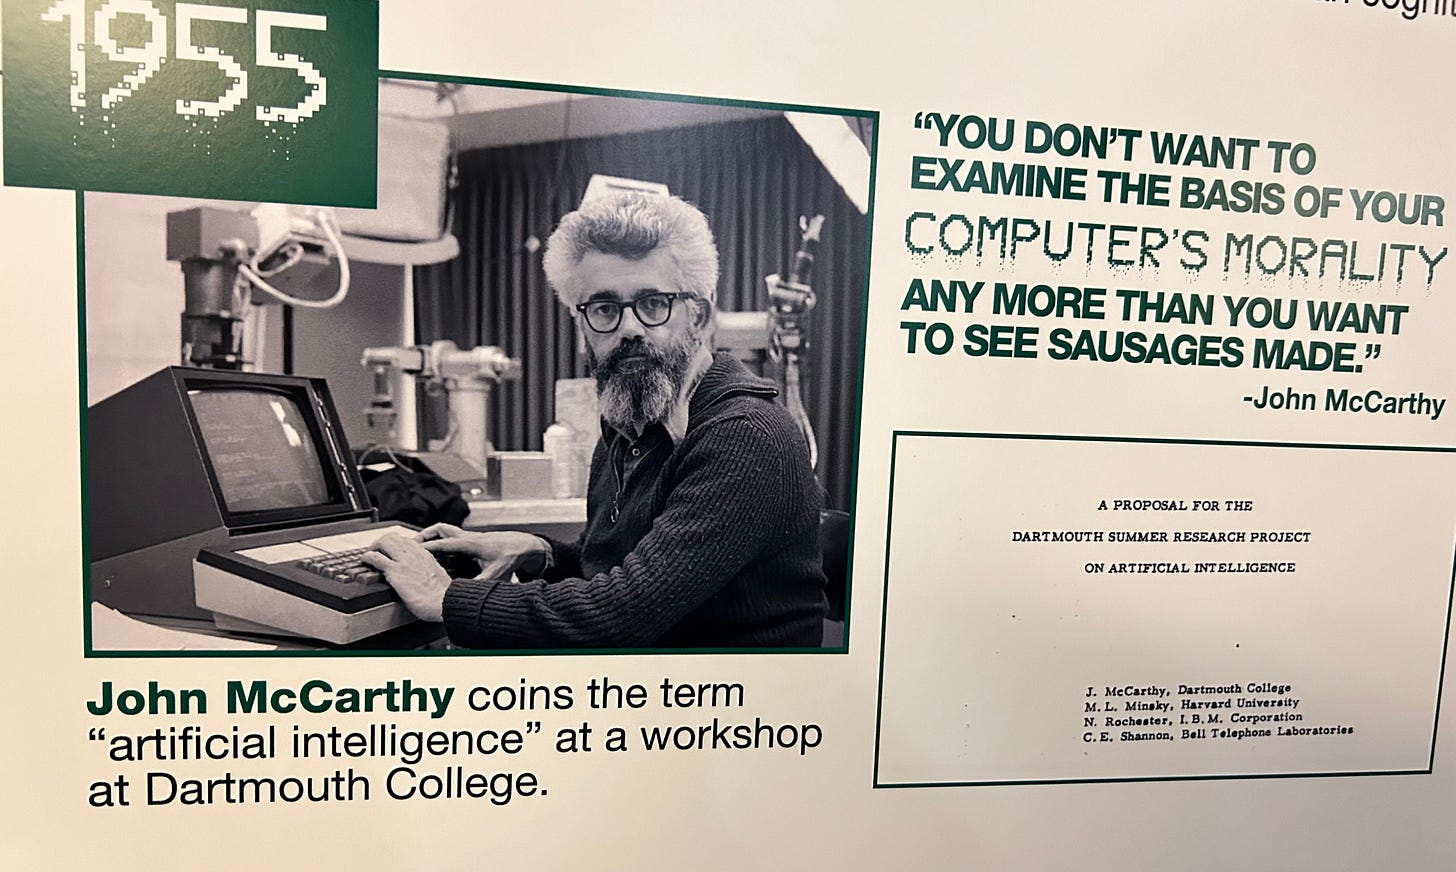 1955
"YOU DON'T WANT TO
EXAMINE THE BASIS OF YOUR
COMPUTER'S MORALITY
ANY MORE THAN YOU WANT
TO SEE SAUSAGES MADE."
-John McCarthy
A PROPOSAL FOR THE
DARTMOUTH SUMMER RESEARCH PROJECT
ON ARTIFICIAL INTELLIGENCE
J. McCarthy, Dartmouth College
M. L. Minsky, Harvard University
N. Rochester, I. B. M. Corporation
C. E. Shannon, Bell Telephone Laboratories
John McCarthy coins the term
"artificial intelligence" at a workshop
at Dartmouth College.